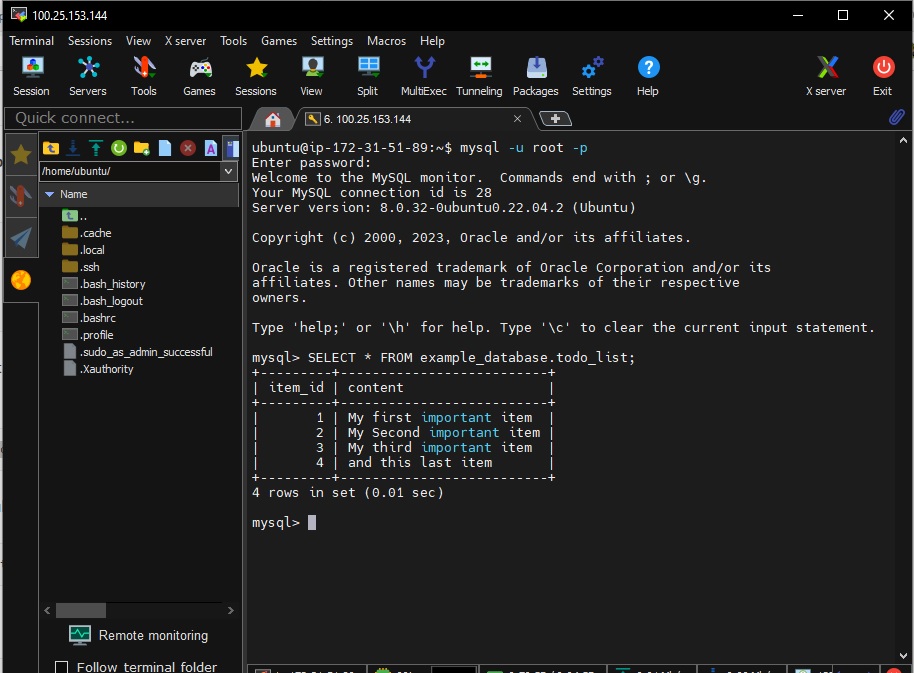 100.25.153.144
Terminal Sessions View X server Tools Games Settings Macros Help
Session Servers Tools Games Sessions View Split MultiExec Tunneling Packages Settings Help X server Exit
Quick connect...
6. 100.25.153.144
/home/ubuntu/
Name
..
.cache
.local
.ssh
.bash_history
.bash_logout
.bashrc
.profile
.sudo_as_admin_successful
.Xauthority
Remote monitoring
Follow terminal folder
ubuntu@ip-172-31-51-89:~$ mysql -u root -p
Enter password:
Welcome to the MySQL monitor.  Commands end with ; or \g.
Your MySQL connection id is 28
Server version: 8.0.32-0ubuntu0.22.04.2 (Ubuntu)
Copyright (c) 2000, 2023, Oracle and/or its affiliates.
Oracle is a registered trademark of Oracle Corporation and/or its
affiliates. Other names may be trademarks of their respective
owners.
Type 'help;' or '\h' for help. Type '\c' to clear the current input statement.
mysql> SELECT * FROM example_database.todo_list;
+---------+--------------------------+
| item_id | content                  |
+---------+--------------------------+
|       1 | My first important item  |
|       2 | My Second important item |
|       3 | My third important item  |
|       4 | and this last item       |
+---------+--------------------------+
4 rows in set (0.01 sec)
mysql>